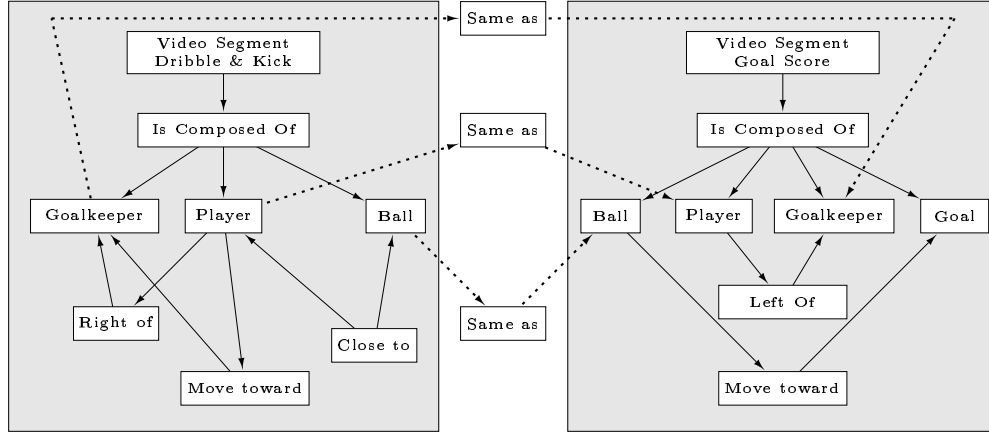 Same as
Video Segment
Dribble & Kick
Is Composed Of
Goalkeeper
Player
Ball
Right of
Close to
Move toward
Same as
Same as
Video Segment
Goal Score
Is Composed Of
Ball
Player
Goalkeeper
Goal
Left Of
Move toward